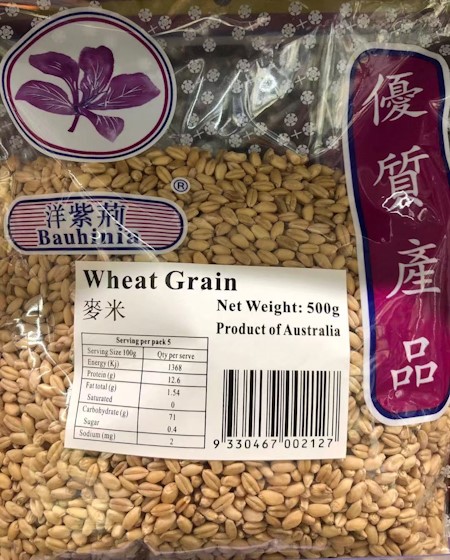 洋紫荊
Bauhinia
®
優質產品
Wheat Grain
麥米
Net Weight: 500g
Product of Australia
Serving per pack 5
Serving Size 100g Qty per serve
Energy (Kj) 1368
Protein (g) 12.6
Fat total (g) 1.54
Saturated 0
Carbohydrate (g) 71
Sugar 0.4
Sodium (mg) 2
9 330467 002127